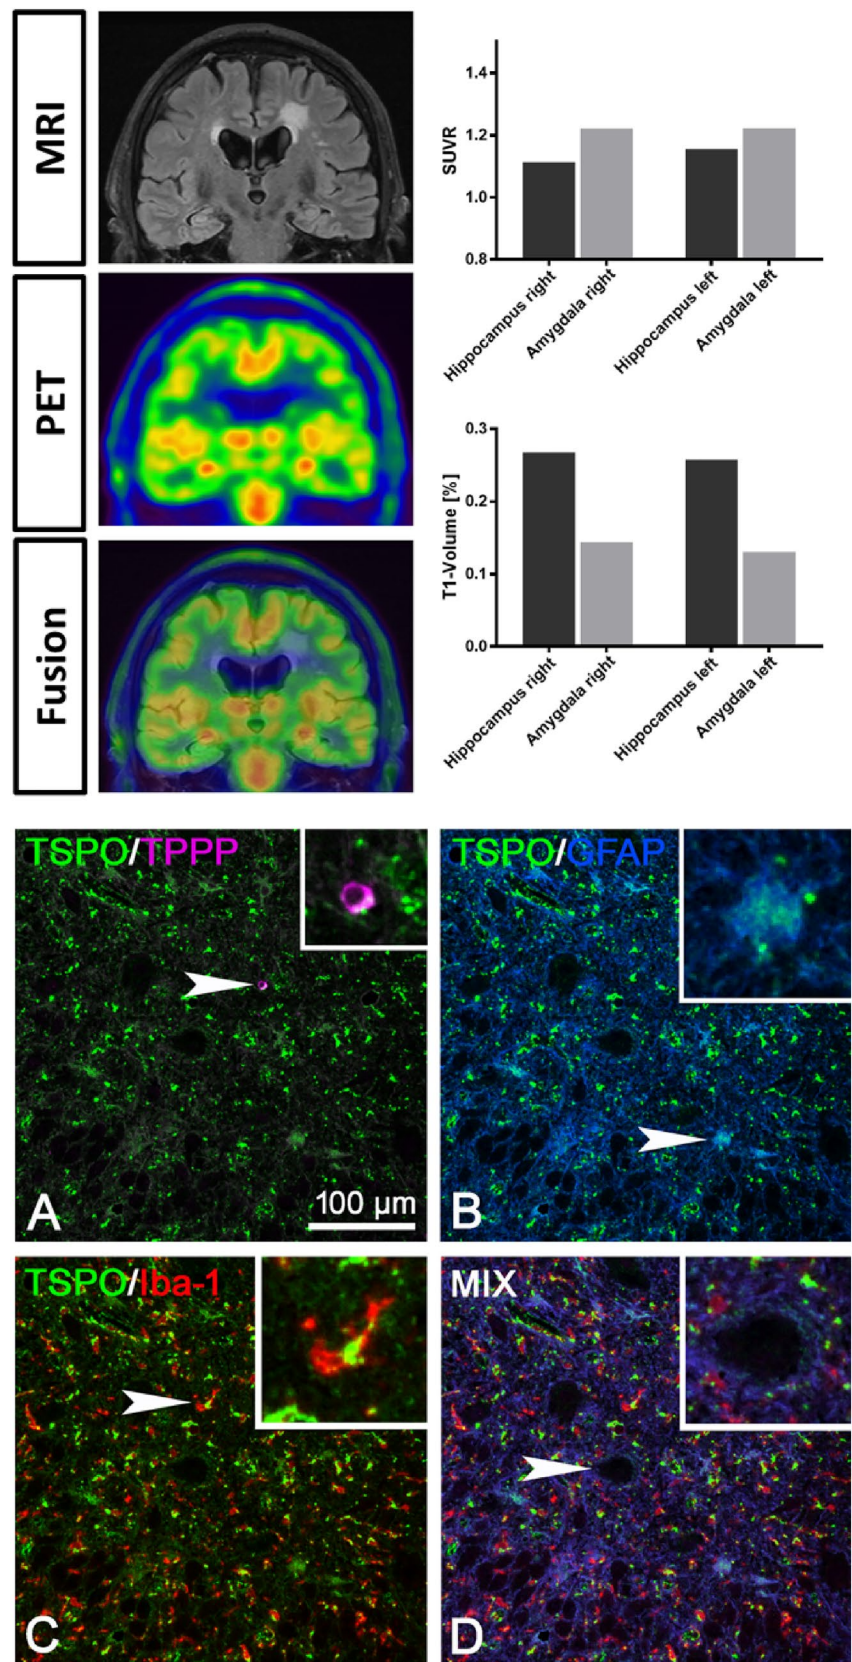 MRI
PET
Fusion
SUVR
1.4
1.2
1.0
0.8
Hippocampus right
Amygdala right
Hippocampus left
Amygdala left
T1-Volume [%]
0.3
0.2
0.1
0.0
Hippocampus right
Amygdala right
Hippocampus left
Amygdala left
TSPO/TPPP
A
100 µm
TSPO/GFAP
B
TSPO/Iba-1
C
MIX
D